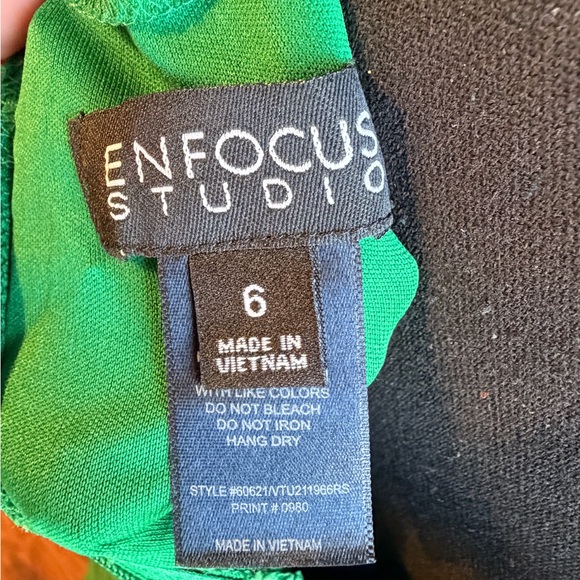 ENFOCUS
STUDIO
6
MADE IN
VIETNAM
WITH LIKE COLORS
DO NOT BLEACH
DO NOT IRON
HANG DRY
STYLE #60621/VTU211966RS
PRINT # 0980
MADE IN VIETNAM